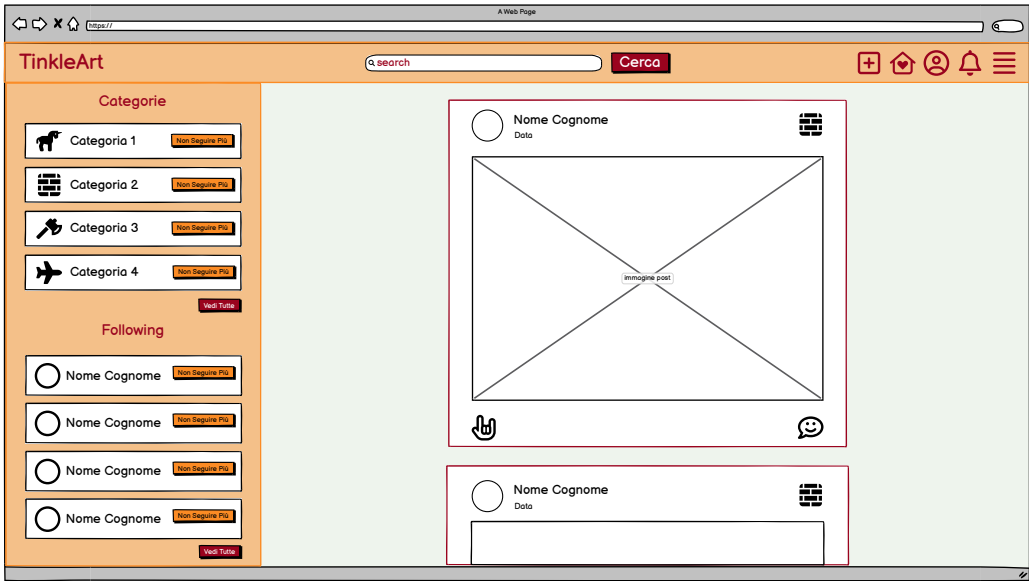 A Web Page
https://
TinkleArt
search
Cerca
Categorie
Categoria 1
Non Seguire Più
Categoria 2
Non Seguire Più
Categoria 3
Non Seguire Più
Categoria 4
Non Seguire Più
Vedi Tutte
Following
Nome Cognome
Non Seguire Più
Nome Cognome
Non Seguire Più
Nome Cognome
Non Seguire Più
Nome Cognome
Non Seguire Più
Vedi Tutte
Nome Cognome
Data
immagine post
Nome Cognome
Data